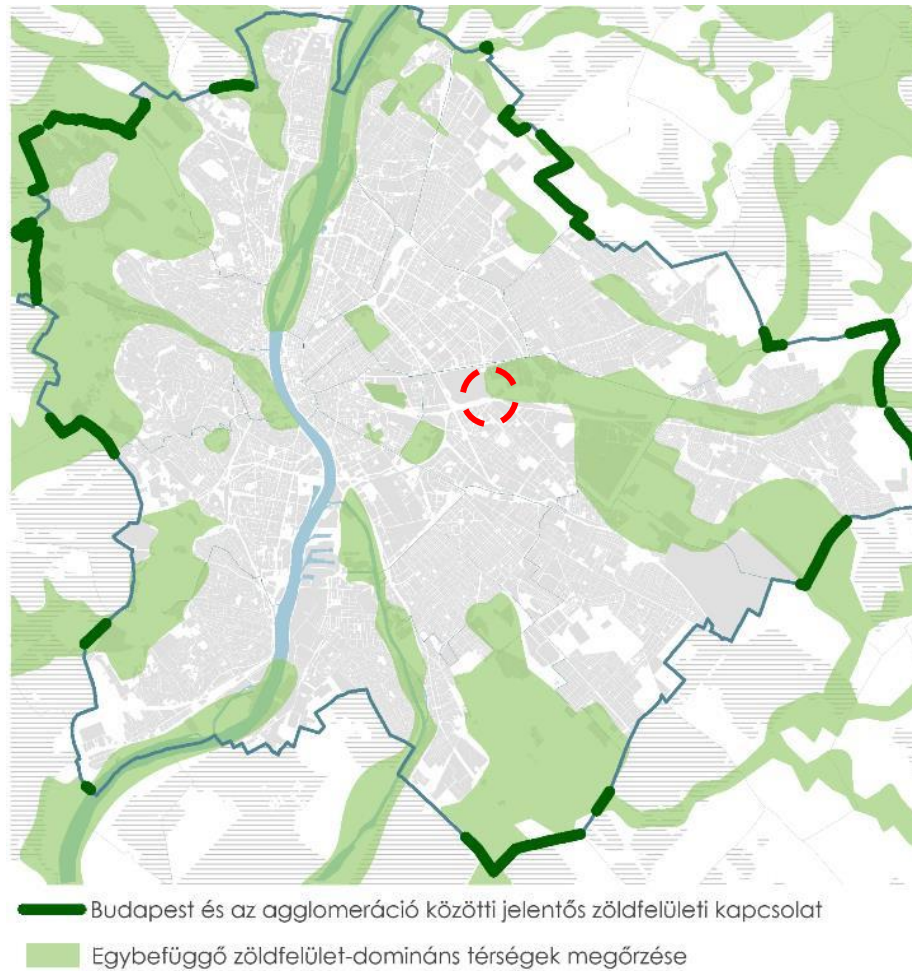 Budapest és az agglomeráció közötti jelentős zöldfelületi kapcsolat
Egybefüggő zöldfelület-domináns térségek megőrzése